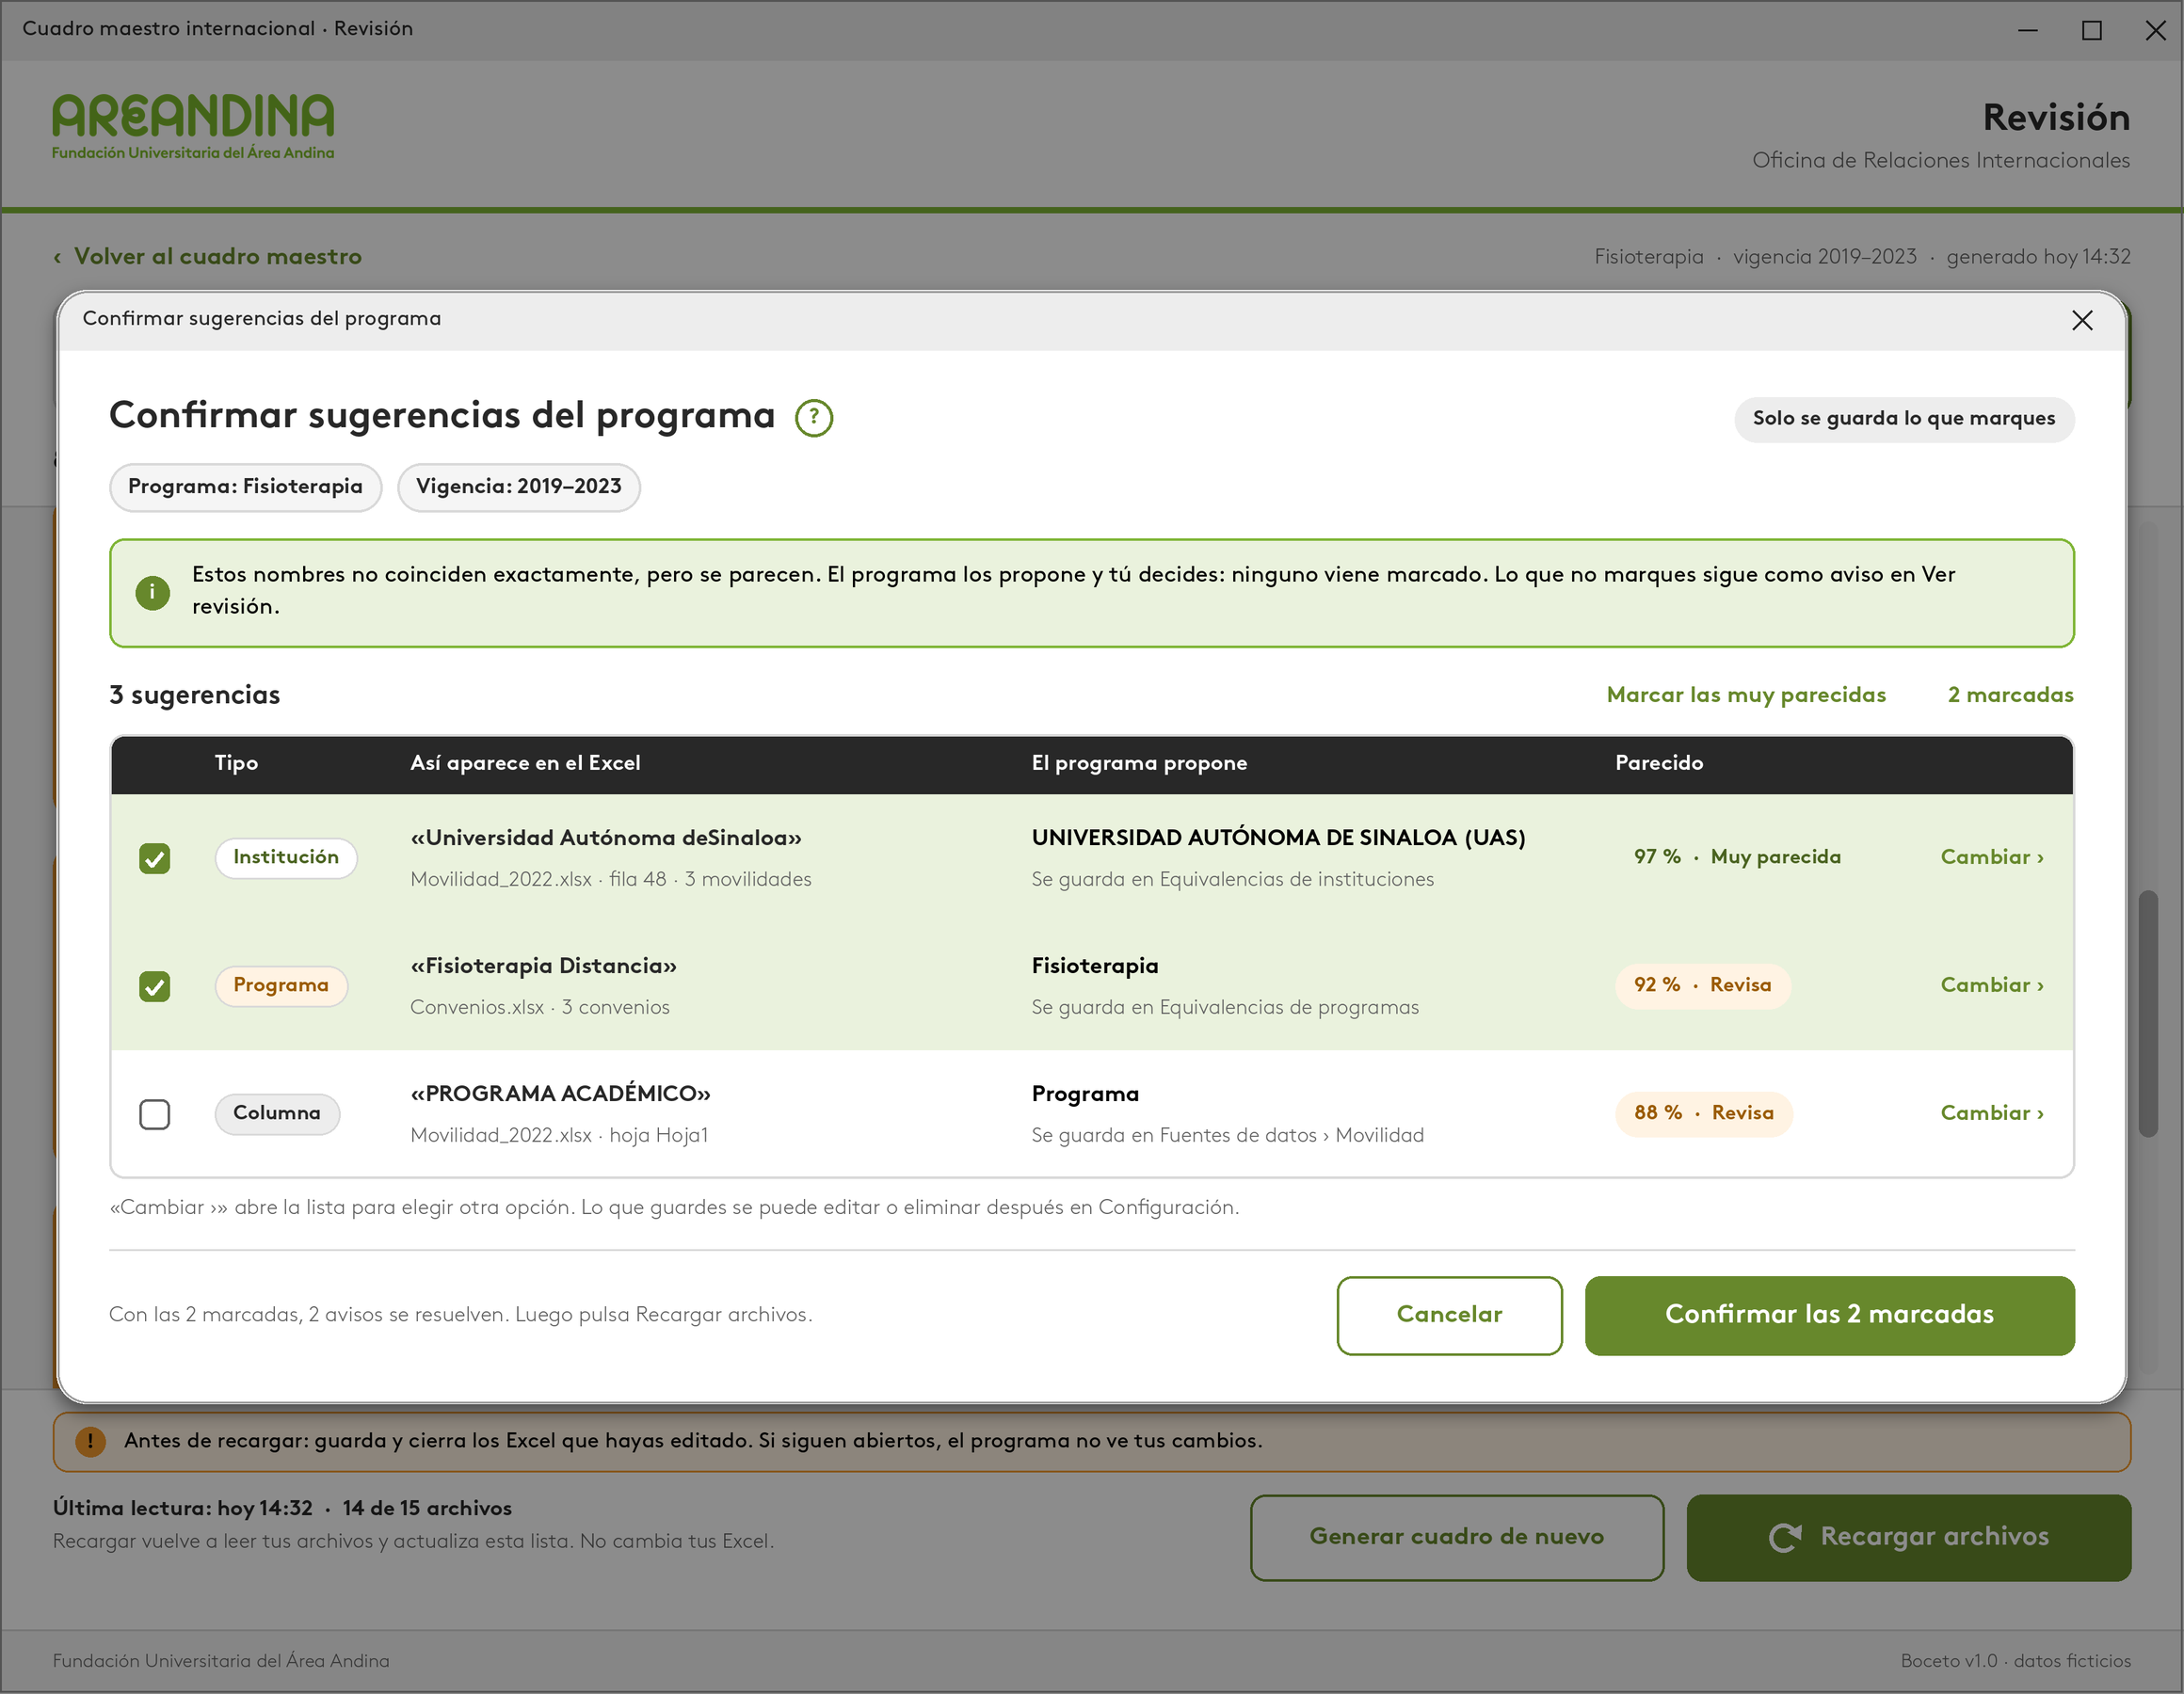 Cuadro maestro internacional · Revisión
AREANDINA
Fundación Universitaria del Área Andina
Revisión
Oficina de Relaciones Internacionales
‹ Volver al cuadro maestro
Fisioterapia · vigencia 2019–2023 · generado hoy 14:32
Confirmar sugerencias del programa
Confirmar sugerencias del programa ?
Solo se guarda lo que marques
Programa: Fisioterapia
Vigencia: 2019–2023
i
Estos nombres no coinciden exactamente, pero se parecen. El programa los propone y tú decides: ninguno viene marcado. Lo que no marques sigue como aviso en Ver
revisión.
3 sugerencias
Marcar las muy parecidas
2 marcadas
Tipo
Así aparece en el Excel
El programa propone
Parecido
Institución
«Universidad Autónoma deSinaloa»
Movilidad_2022.xlsx · fila 48 · 3 movilidades
UNIVERSIDAD AUTÓNOMA DE SINALOA (UAS)
Se guarda en Equivalencias de instituciones
97 % · Muy parecida
Cambiar ›
Programa
«Fisioterapia Distancia»
Convenios.xlsx · 3 convenios
Fisioterapia
Se guarda en Equivalencias de programas
92 % · Revisa
Cambiar ›
Columna
«PROGRAMA ACADÉMICO»
Movilidad_2022.xlsx · hoja Hoja1
Programa
Se guarda en Fuentes de datos › Movilidad
88 % · Revisa
Cambiar ›
«Cambiar ›» abre la lista para elegir otra opción. Lo que guardes se puede editar o eliminar después en Configuración.
Con las 2 marcadas, 2 avisos se resuelven. Luego pulsa Recargar archivos.
Cancelar
Confirmar las 2 marcadas
! Antes de recargar: guarda y cierra los Excel que hayas editado. Si siguen abiertos, el programa no ve tus cambios.
Última lectura: hoy 14:32 · 14 de 15 archivos
Recargar vuelve a leer tus archivos y actualiza esta lista. No cambia tus Excel.
Generar cuadro de nuevo
Recargar archivos
Fundación Universitaria del Área Andina
Boceto v1.0 · datos ficticios